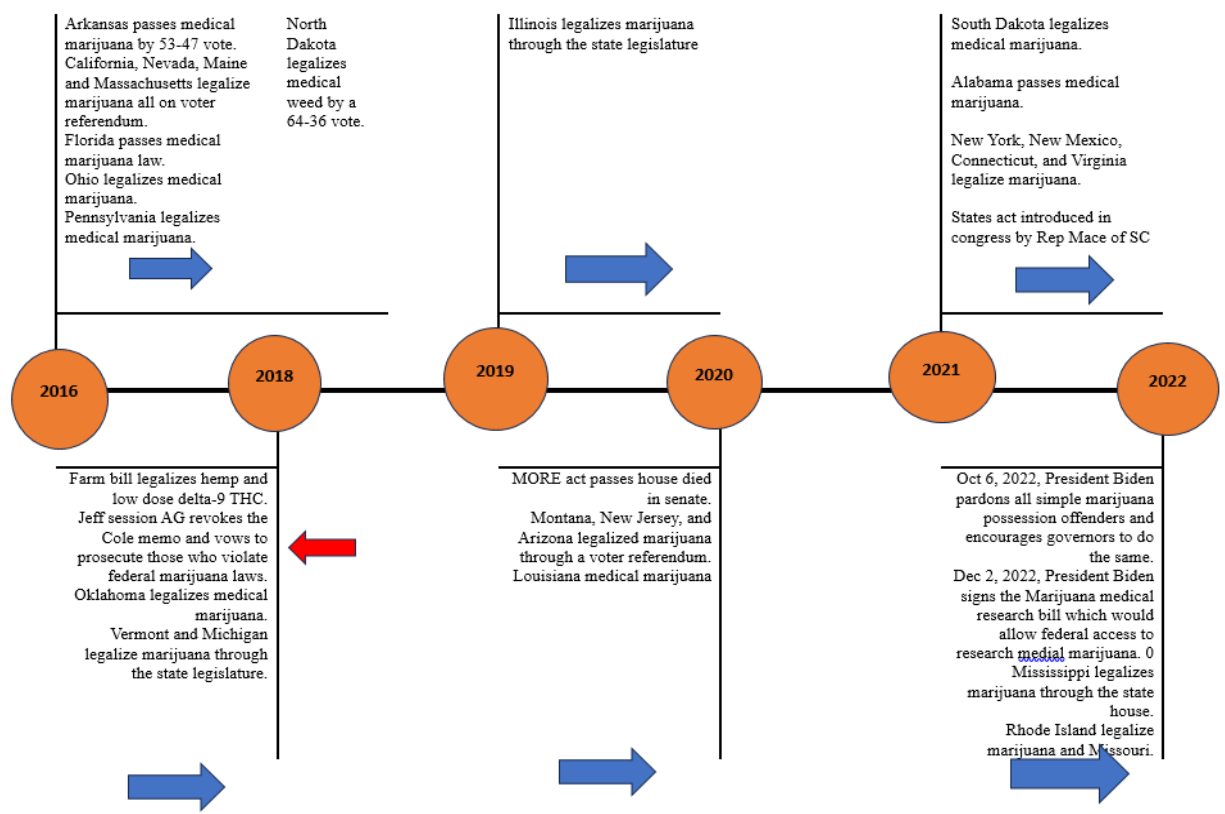 Arkansas passes medical
marijuana by 53-47 vote.
California, Nevada, Maine
and Massachusetts legalize
marijuana all on voter
referendum.
Florida passes medical
marijuana law.
Ohio legalizes medical
marijuana.
Pennsylvania legalizes
medical marijuana.
North
Dakota
legalizes
medical
weed by a
64-36 vote.
Illinois legalizes marijuana
through the state legislature
South Dakota legalizes
medical marijuana.
Alabama passes medical
marijuana.
New York, New Mexico,
Connecticut, and Virginia
legalize marijuana.
States act introduced in
congress by Rep Mace of SC
2016
2018
2019
2020
2021
2022
Farm bill legalizes hemp and
low dose delta-9 THC.
Jeff session AG revokes the
Cole memo and vows to
prosecute those who violate
federal marijuana laws.
Oklahoma legalizes medical
marijuana.
Vermont and Michigan
legalize marijuana through
the state legislature.
MORE act passes house died
in senate.
Montana, New Jersey, and
Arizona legalized marijuana
through a voter referendum.
Louisiana medical marijuana
Oct 6, 2022, President Biden
pardons all simple marijuana
possession offenders and
encourages governors to do
the same.
Dec 2, 2022, President Biden
signs the Marijuana medical
research bill which would
allow federal access to
research medial marijuana. 0
Mississippi legalizes
marijuana through the state
house.
Rhode Island legalize
marijuana and Missouri.